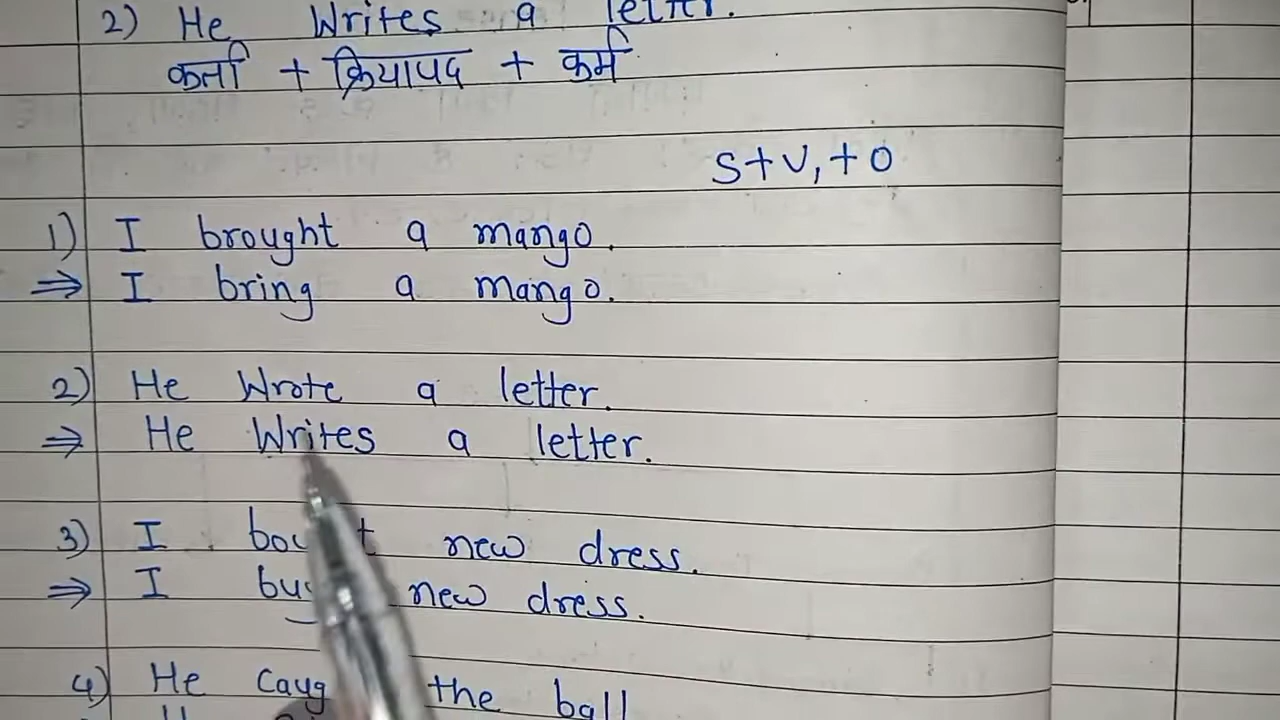 2) He Writes a letter.
कर्ता + क्रियापद + कर्म
S+V₁+O
1) I brought a mango.
⇒ I bring a mango.
2) He Wrote a letter.
⇒ He Writes a letter.
3) I new dress.
⇒ I new dress.
4) He the ball